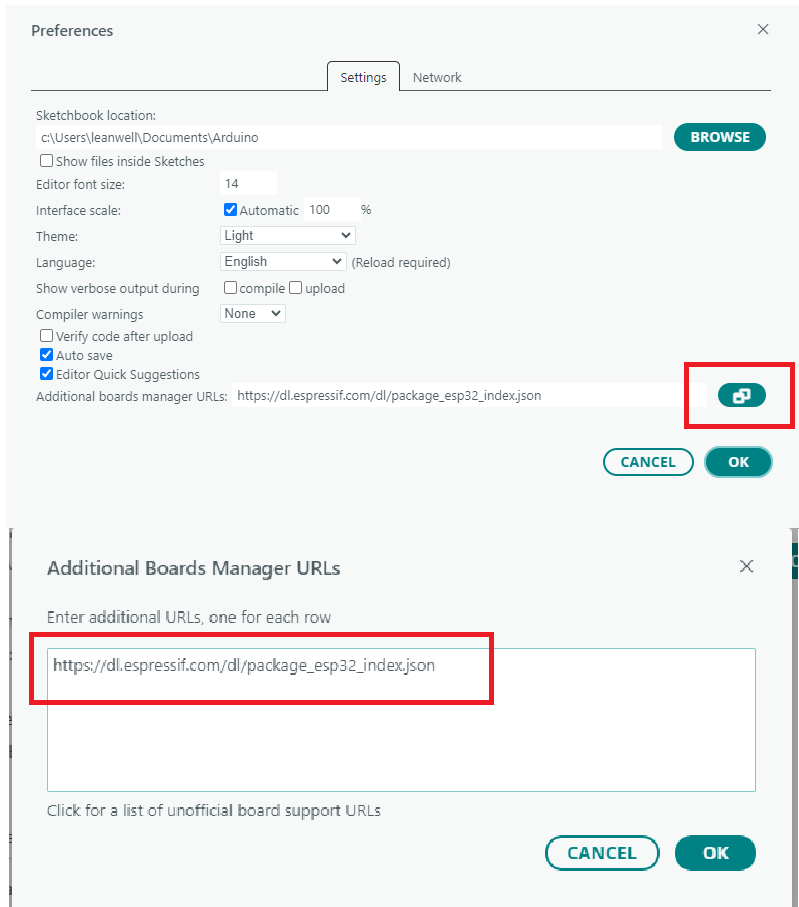 Preferences
Settings Network
Sketchbook location:
c:\Users\leanwell\Documents\Arduino BROWSE
Show files inside Sketches
Editor font size: 14
Interface scale: Automatic 100 %
Theme: Light
Language: English (Reload required)
Show verbose output during compile upload
Compiler warnings None
Verify code after upload
Auto save
Editor Quick Suggestions
Additional boards manager URLs: https://dl.espressif.com/dl/package_esp32_index.json
CANCEL OK
Additional Boards Manager URLs
Enter additional URLs, one for each row
https://dl.espressif.com/dl/package_esp32_index.json
Click for a list of unofficial board support URLs
CANCEL OK